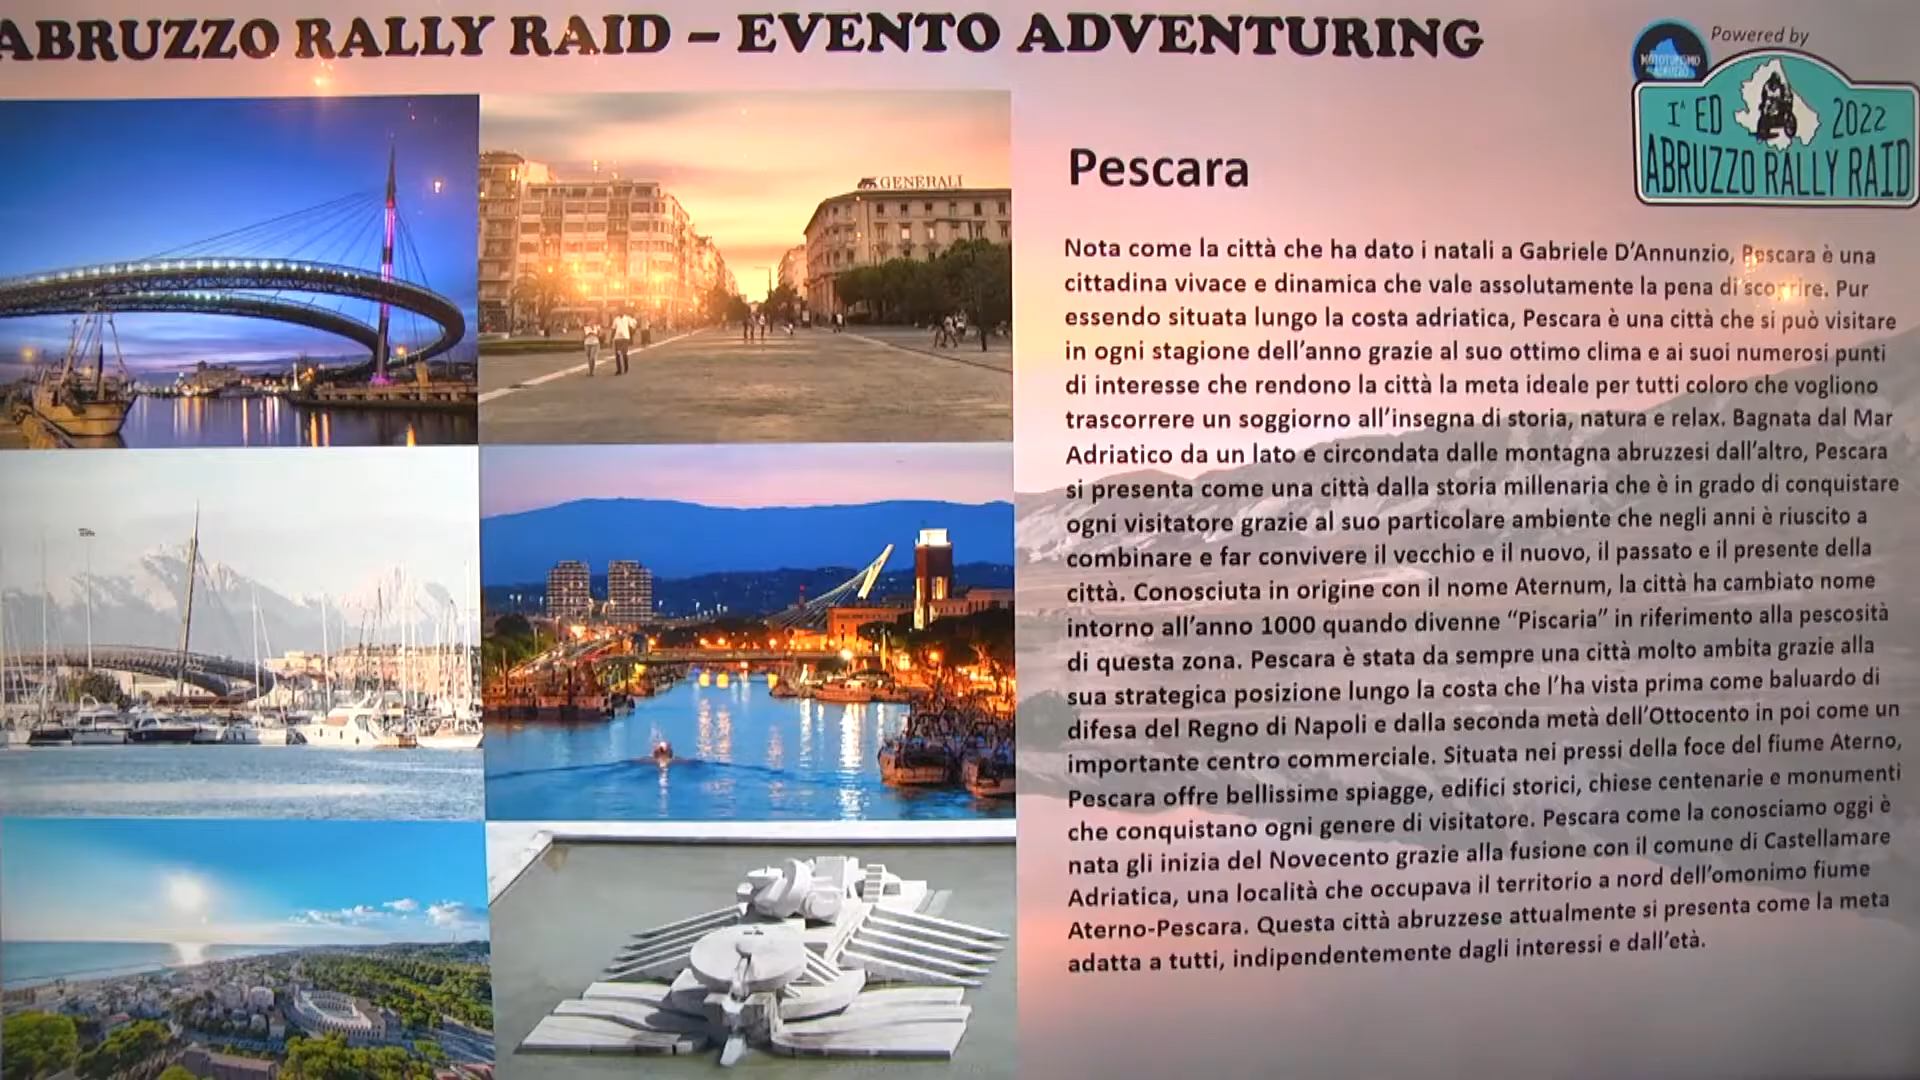 ABRUZZO RALLY RAID – EVENTO ADVENTURING
Powered by
MOTOTURISMO
ABRUZZO
I^ ED 2022
ABRUZZO RALLY RAID
GENERALI
Pescara
Nota come la città che ha dato i natali a Gabriele D'Annunzio, Pescara è una
cittadina vivace e dinamica che vale assolutamente la pena di scoprire. Pur
essendo situata lungo la costa adriatica, Pescara è una città che si può visitare
in ogni stagione dell'anno grazie al suo ottimo clima e ai suoi numerosi punti
di interesse che rendono la città la meta ideale per tutti coloro che vogliono
trascorrere un soggiorno all'insegna di storia, natura e relax. Bagnata dal Mar
Adriatico da un lato e circondata dalle montagna abruzzesi dall'altro, Pescara
si presenta come una città dalla storia millenaria che è in grado di conquistare
ogni visitatore grazie al suo particolare ambiente che negli anni è riuscito a
combinare e far convivere il vecchio e il nuovo, il passato e il presente della
città. Conosciuta in origine con il nome Aternum, la città ha cambiato nome
intorno all'anno 1000 quando divenne "Piscaria" in riferimento alla pescosità
di questa zona. Pescara è stata da sempre una città molto ambita grazie alla
sua strategica posizione lungo la costa che l'ha vista prima come baluardo di
difesa del Regno di Napoli e dalla seconda metà dell'Ottocento in poi come un
importante centro commerciale. Situata nei pressi della foce del fiume Aterno,
Pescara offre bellissime spiagge, edifici storici, chiese centenarie e monumenti
che conquistano ogni genere di visitatore. Pescara come la conosciamo oggi è
nata gli inizia del Novecento grazie alla fusione con il comune di Castellamare
Adriatica, una località che occupava il territorio a nord dell'omonimo fiume
Aterno-Pescara. Questa città abruzzese attualmente si presenta come la meta
adatta a tutti, indipendentemente dagli interessi e dall'età.